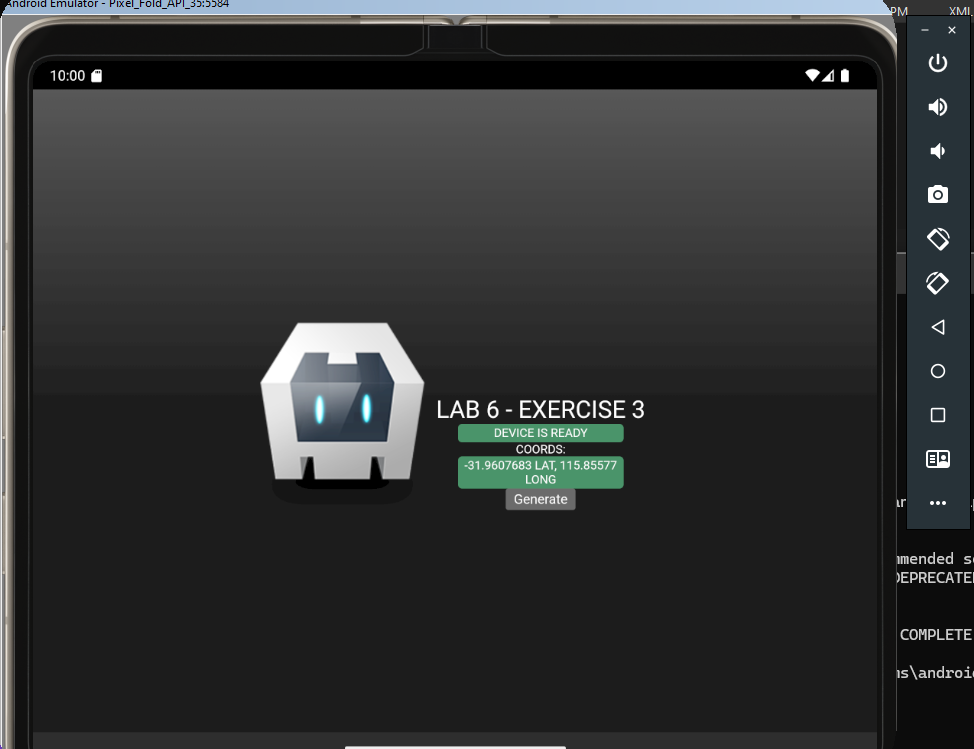 Android Emulator - Pixel_Fold_API_35:5584
PM XML
10:00
LAB 6 - EXERCISE 3
DEVICE IS READY
COORDS:
-31.9607683 LAT, 115.85577
LONG
Generate
mmended s
DEPRECATE
COMPLETE
ns\androi